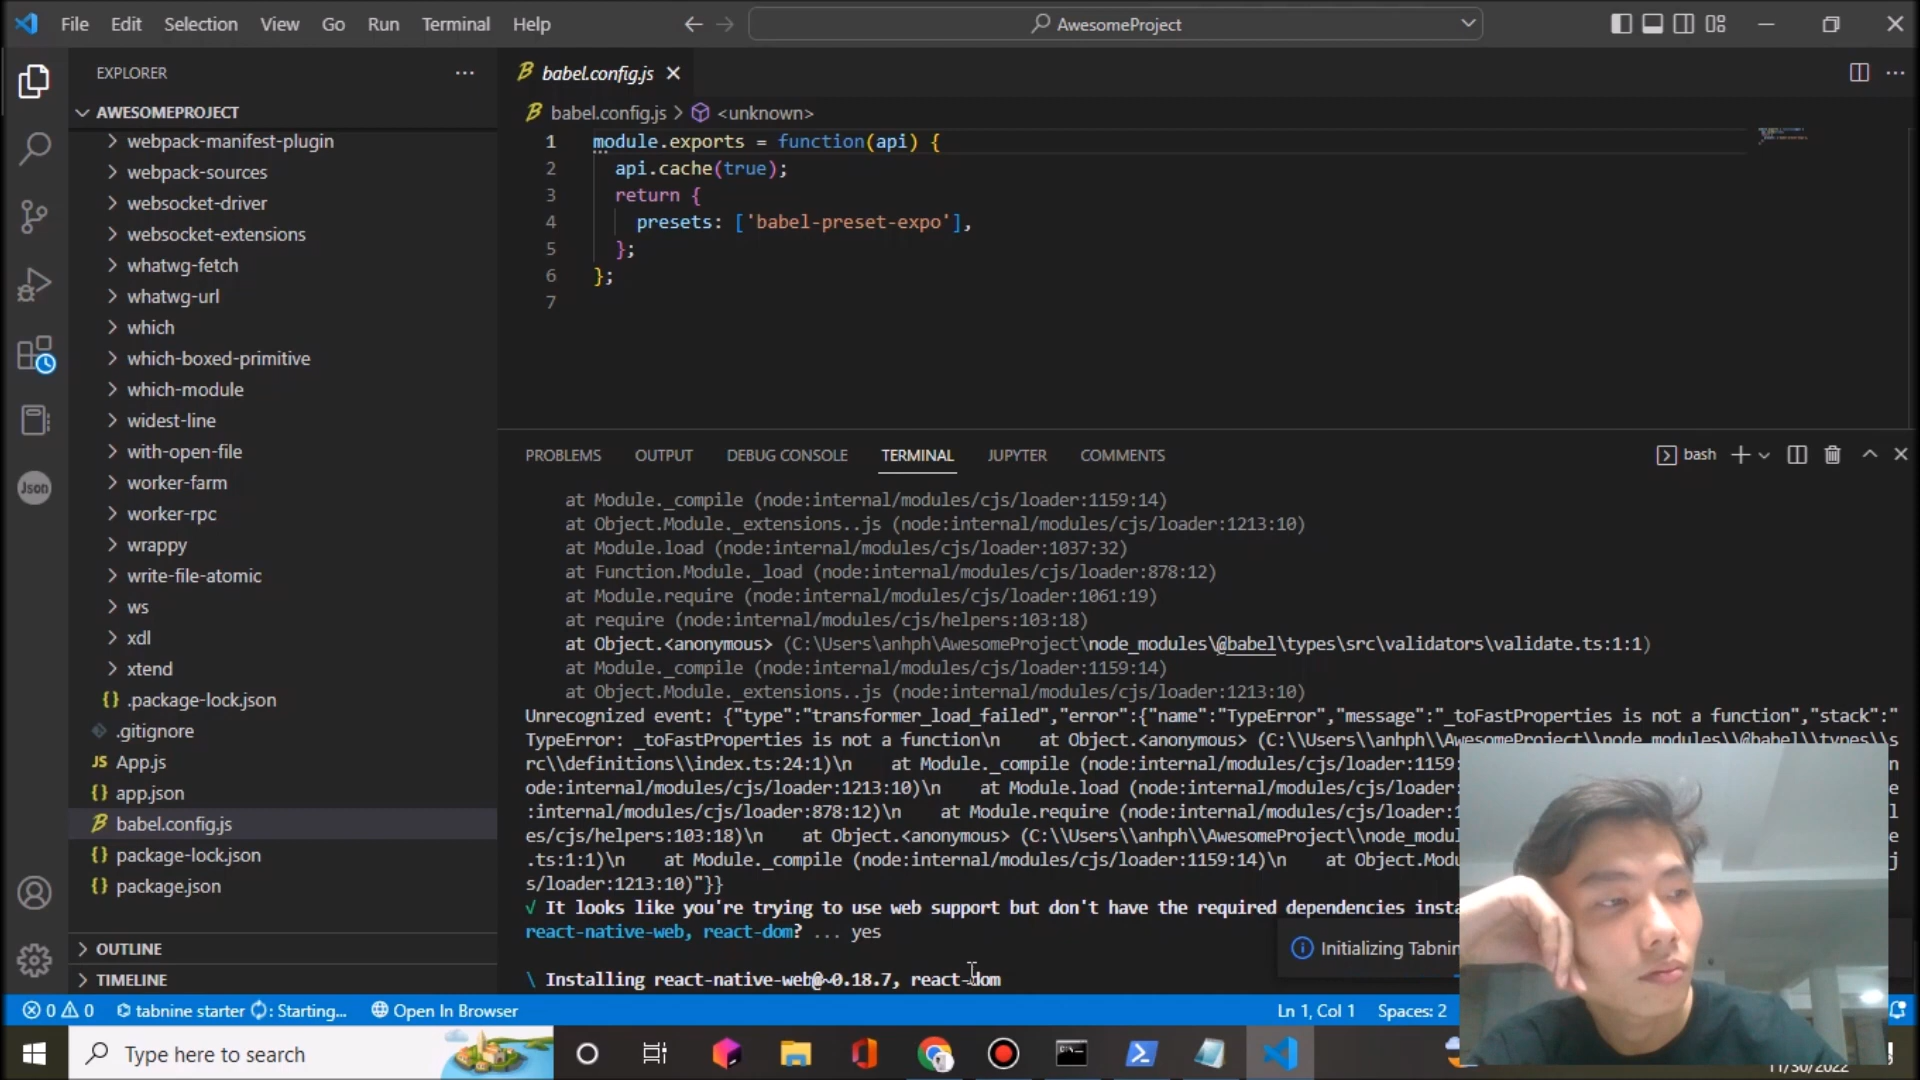 File Edit Selection View Go Run Terminal Help
AwesomeProject
EXPLORER
AWESOMEPROJECT
webpack-manifest-plugin
webpack-sources
websocket-driver
websocket-extensions
whatwg-fetch
whatwg-url
which
which-boxed-primitive
which-module
widest-line
with-open-file
worker-farm
worker-rpc
wrappy
write-file-atomic
ws
xdl
xtend
{} .package-lock.json
.gitignore
JS App.js
{} app.json
babel.config.js
{} package-lock.json
{} package.json
OUTLINE
TIMELINE
Json
babel.config.js
babel.config.js > <unknown>
1 module.exports = function(api) {
2 api.cache(true);
3 return {
4 presets: ['babel-preset-expo'],
5 };
6 };
7
PROBLEMS OUTPUT DEBUG CONSOLE TERMINAL JUPYTER COMMENTS
bash
at Module._compile (node:internal/modules/cjs/loader:1159:14)
at Object.Module._extensions..js (node:internal/modules/cjs/loader:1213:10)
at Module.load (node:internal/modules/cjs/loader:1037:32)
at Function.Module._load (node:internal/modules/cjs/loader:878:12)
at Module.require (node:internal/modules/cjs/loader:1061:19)
at require (node:internal/modules/cjs/helpers:103:18)
at Object.<anonymous> (C:\Users\anhph\AwesomeProject\node_modules\@babel\types\src\validators\validate.ts:1:1)
at Module._compile (node:internal/modules/cjs/loader:1159:14)
at Object.Module._extensions..js (node:internal/modules/cjs/loader:1213:10)
Unrecognized event: {"type":"transformer_load_failed","error":{"name":"TypeError","message":"_toFastProperties is not a function","stack":"
TypeError: _toFastProperties is not a function\n at Object.<anonymous> (C:\\Users\\anhph\\AwesomeProject\\node_modules\\@babel\\types\\s
rc\\definitions\\index.ts:24:1)\n at Module._compile (node:internal/modules/cjs/loader:1159: n
ode:internal/modules/cjs/loader:1213:10)\n at Module.load (node:internal/modules/cjs/loader: e
:internal/modules/cjs/loader:878:12)\n at Module.require (node:internal/modules/cjs/loader: l
es/cjs/helpers:103:18)\n at Object.<anonymous> (C:\\Users\\anhph\\AwesomeProject\\node_modul e
.ts:1:1)\n at Module._compile (node:internal/modules/cjs/loader:1159:14)\n at Object.Modu j
s/loader:1213:10)"}}
√ It looks like you're trying to use web support but don't have the required dependencies insta
react-native-web, react-dom? ... yes
Initializing Tabnin
\ Installing react-native-web@~0.18.7, react-dom
0 0 tabnine starter : Starting... Open In Browser
Ln 1, Col 1 Spaces: 2
Type here to search
11/30/2022